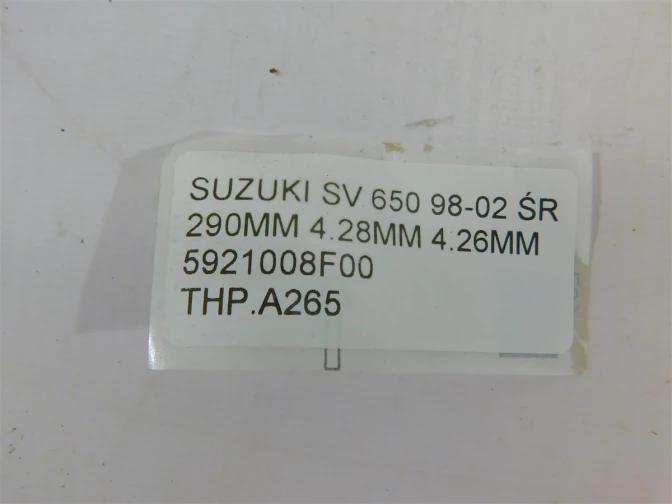 SUZUKI SV 650 98-02 ŚR
290MM 4.28MM 4.26MM
5921008F00
THP.A265